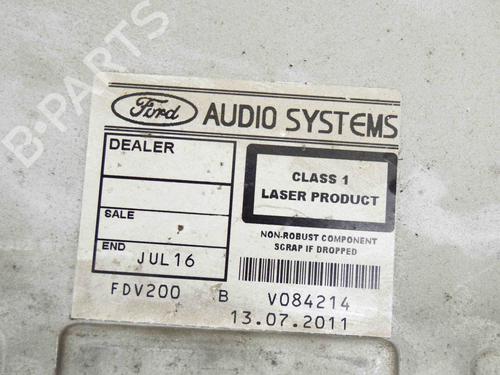 B-PARTS
Ford AUDIO SYSTEMS
DEALER
CLASS 1
LASER PRODUCT
SALE
NON-ROBUST COMPONENT
SCRAP IF DROPPED
END JUL16
FDV200 B V084214
13.07.2011